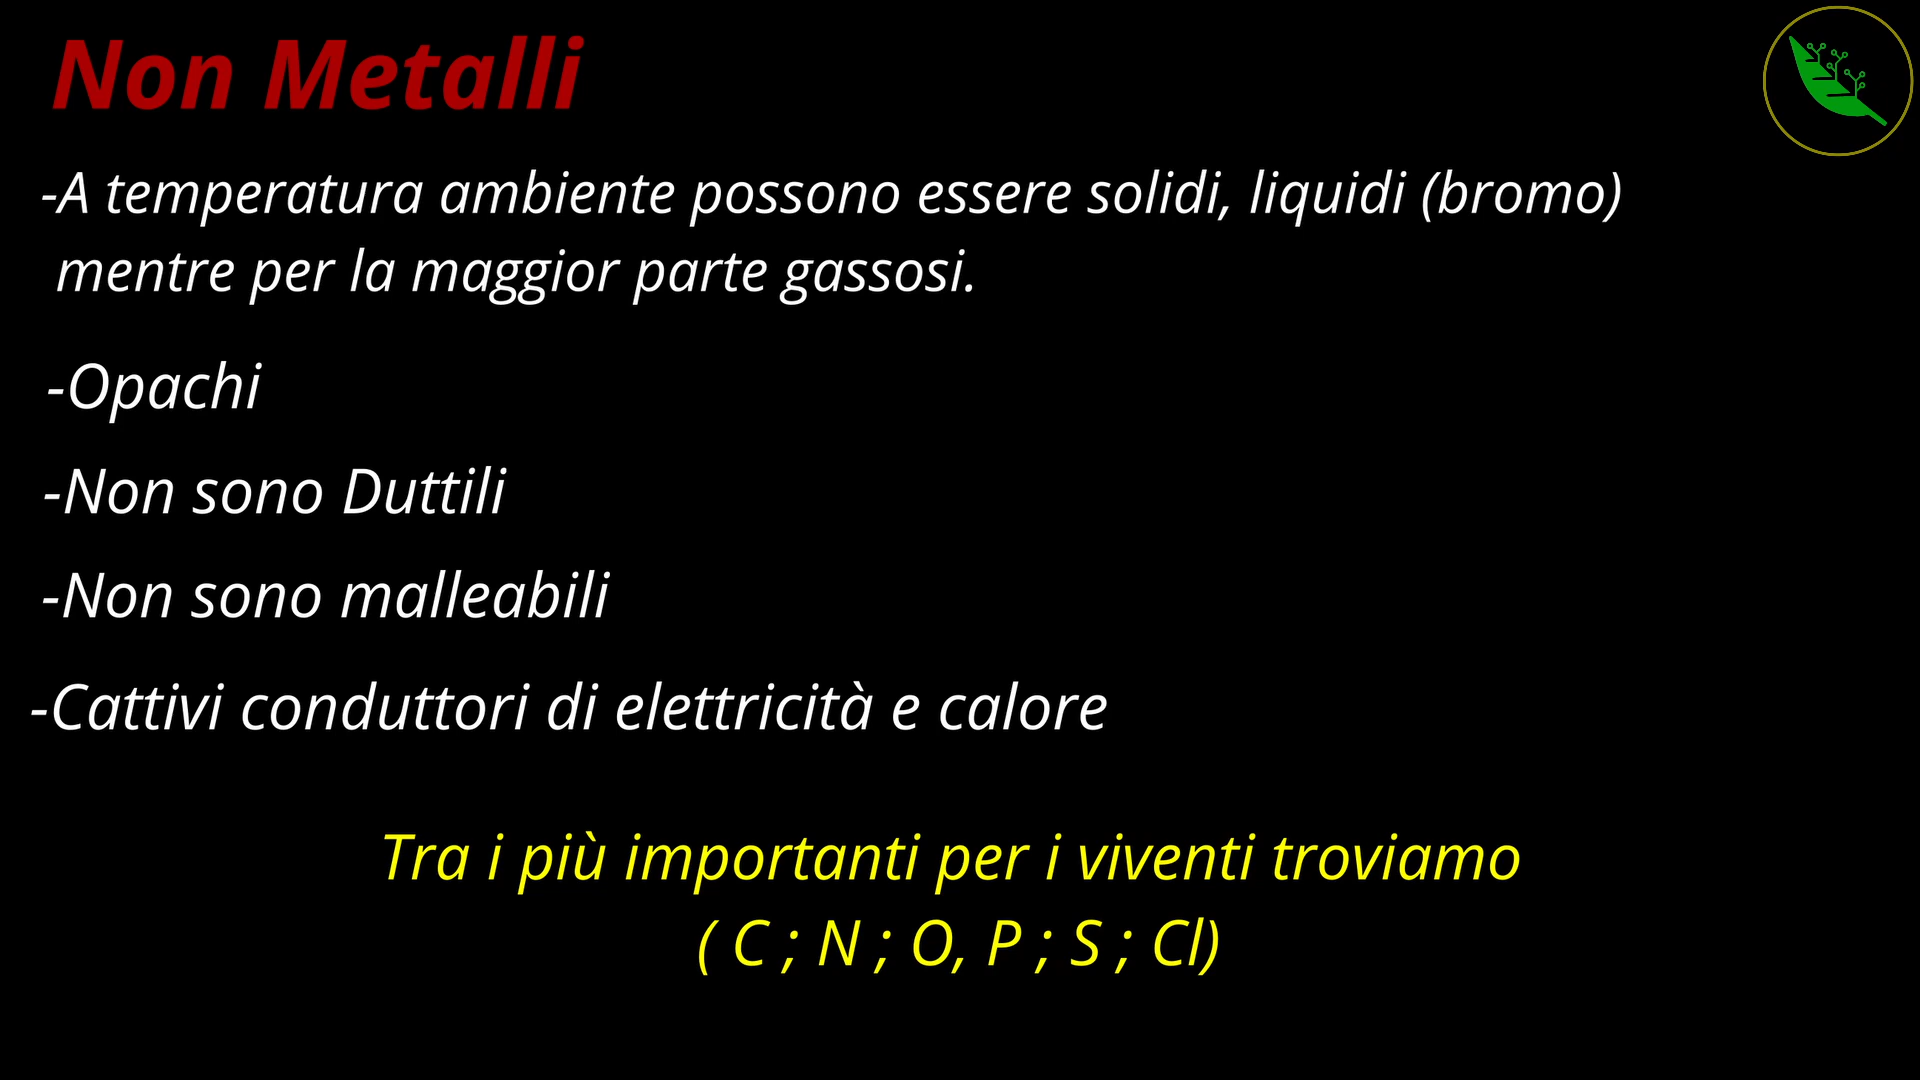 Non Metalli
-A temperatura ambiente possono essere solidi, liquidi (bromo)
mentre per la maggior parte gassosi.
-Opachi
-Non sono Duttili
-Non sono malleabili
-Cattivi conduttori di elettricità e calore
Tra i più importanti per i viventi troviamo
( C ; N ; O, P ; S ; Cl)